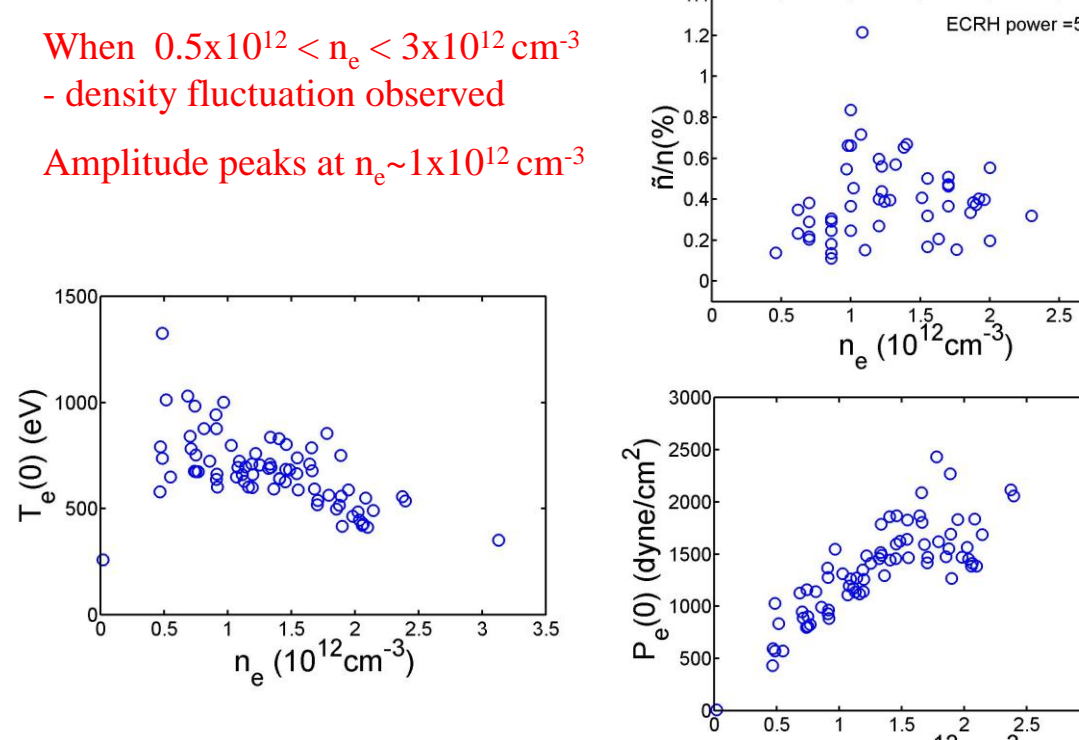 When 0.5x10¹² < nₑ < 3x10¹² cm⁻³
- density fluctuation observed
Amplitude peaks at nₑ~1x10¹² cm⁻³
ECRH power =5
ñ/n(%)
1.2
1
0.8
0.6
0.4
0.2
0
0 0.5 1 1.5 2 2.5
nₑ (10¹²cm⁻³)
Tₑ(0) (eV)
1500
1000
500
0
0 0.5 1 1.5 2 2.5 3 3.5
nₑ (10¹²cm⁻³)
Pₑ(0) (dyne/cm²)
3000
2500
2000
1500
1000
500
0
0 0.5 1 1.5 2 2.5